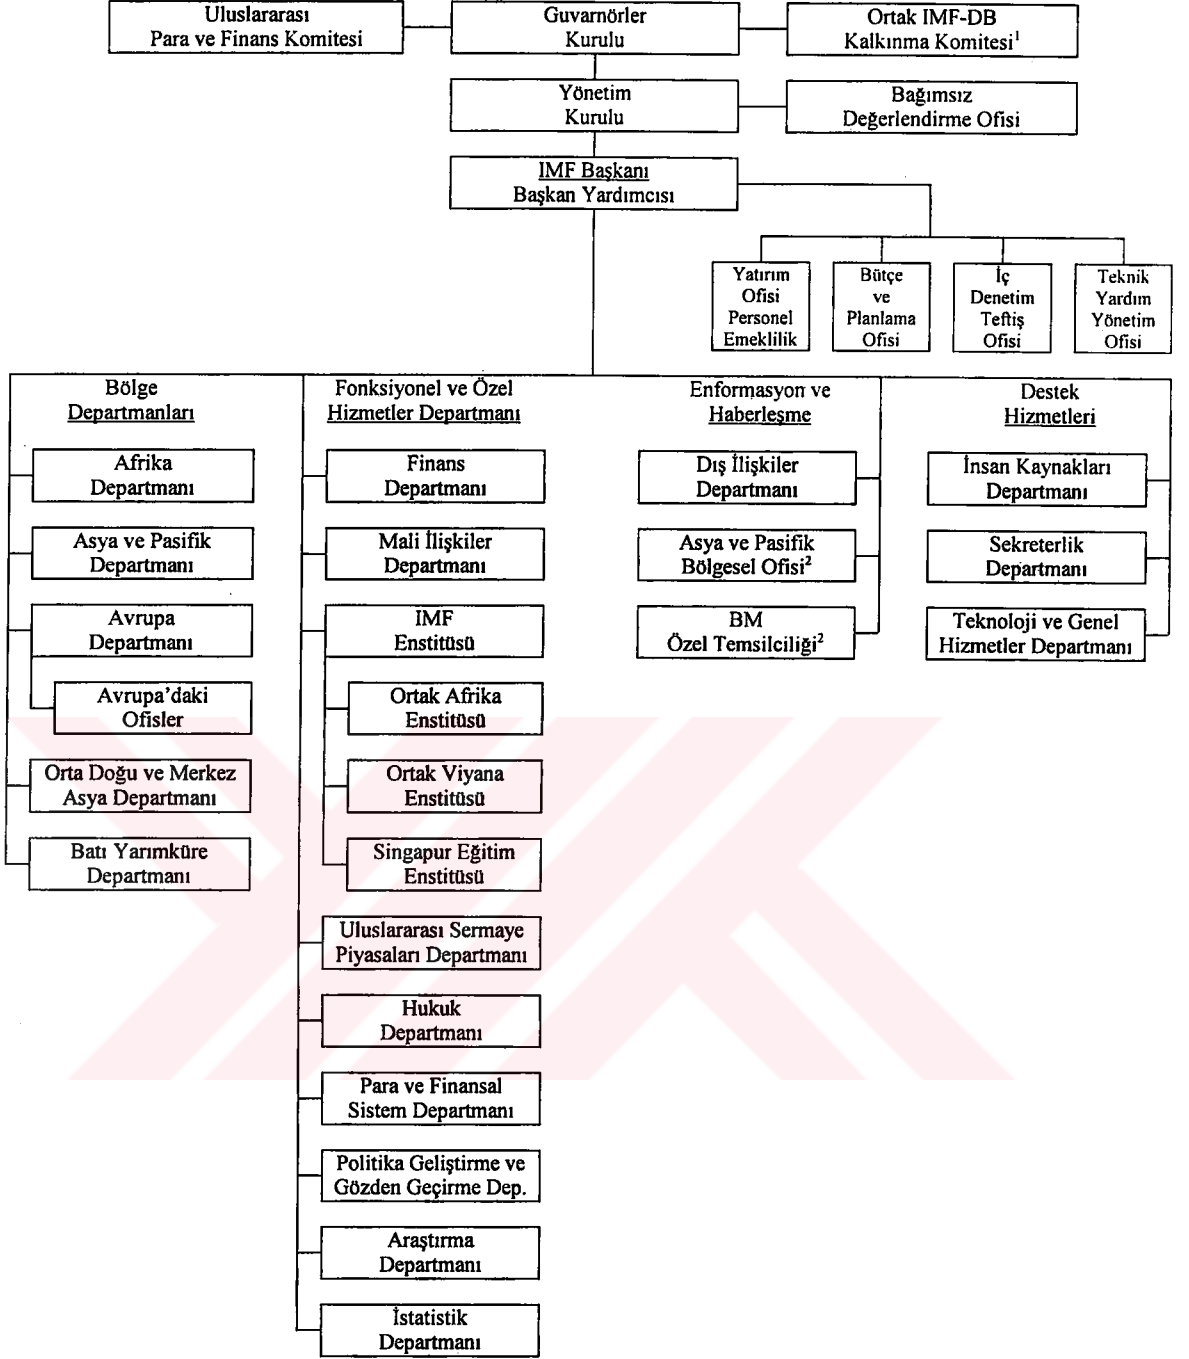 Uluslararası
Para ve Finans Komitesi
Guvarnörler
Kurulu
Ortak IMF-DB
Kalkınma Komitesi¹
Yönetim
Kurulu
Bağımsız
Değerlendirme Ofisi
IMF Başkanı
Başkan Yardımcısı
Yatırım
Ofisi
Personel
Emeklilik
Bütçe
ve
Planlama
Ofisi
İç
Denetim
Teftiş
Ofisi
Teknik
Yardım
Yönetim
Ofisi
Bölge
Departmanları
Afrika
Departmanı
Asya ve Pasifik
Departmanı
Avrupa
Departmanı
Avrupa'daki
Ofisler
Orta Doğu ve Merkez
Asya Departmanı
Batı Yarımküre
Departmanı
Fonksiyonel ve Özel
Hizmetler Departmanı
Finans
Departmanı
Mali İlişkiler
Departmanı
IMF
Enstitüsü
Ortak Afrika
Enstitüsü
Ortak Viyana
Enstitüsü
Singapur Eğitim
Enstitüsü
Uluslararası Sermaye
Piyasaları Departmanı
Hukuk
Departmanı
Para ve Finansal
Sistem Departmanı
Politika Geliştirme ve
Gözden Geçirme Dep.
Araştırma
Departmanı
İstatistik
Departmanı
Enformasyon ve
Haberleşme
Dış İlişkiler
Departmanı
Asya ve Pasifik
Bölgesel Ofisi²
BM
Özel Temsilciliği²
Destek
Hizmetleri
İnsan Kaynakları
Departmanı
Sekreterlik
Departmanı
Teknoloji ve Genel
Hizmetler Departmanı